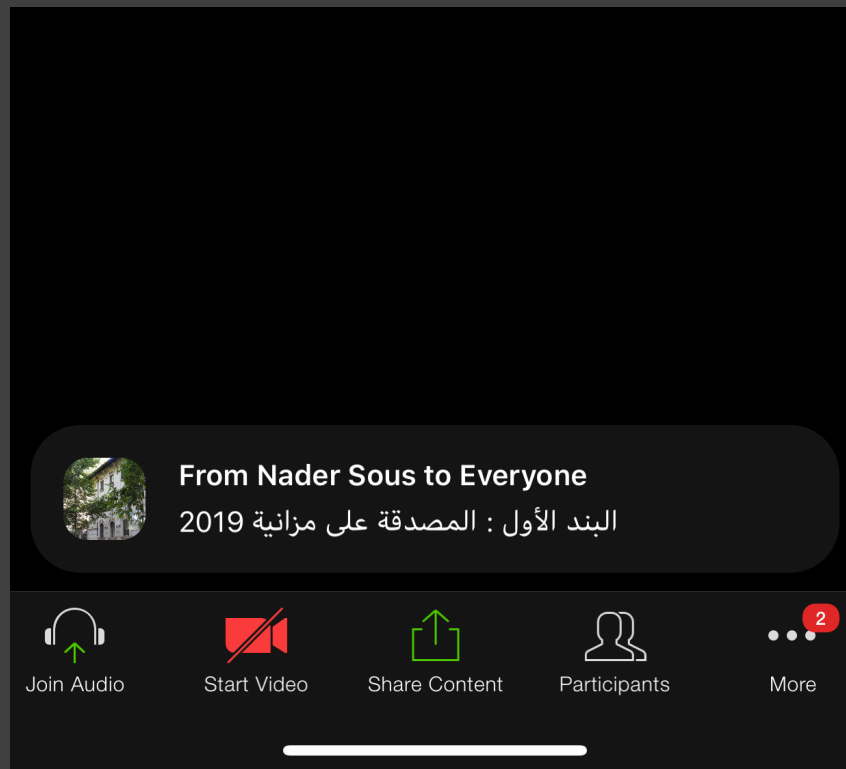 From Nader Sous to Everyone
البند الأول : المصدقة على مزانية 2019
2
Join Audio
Start Video
Share Content
Participants
More